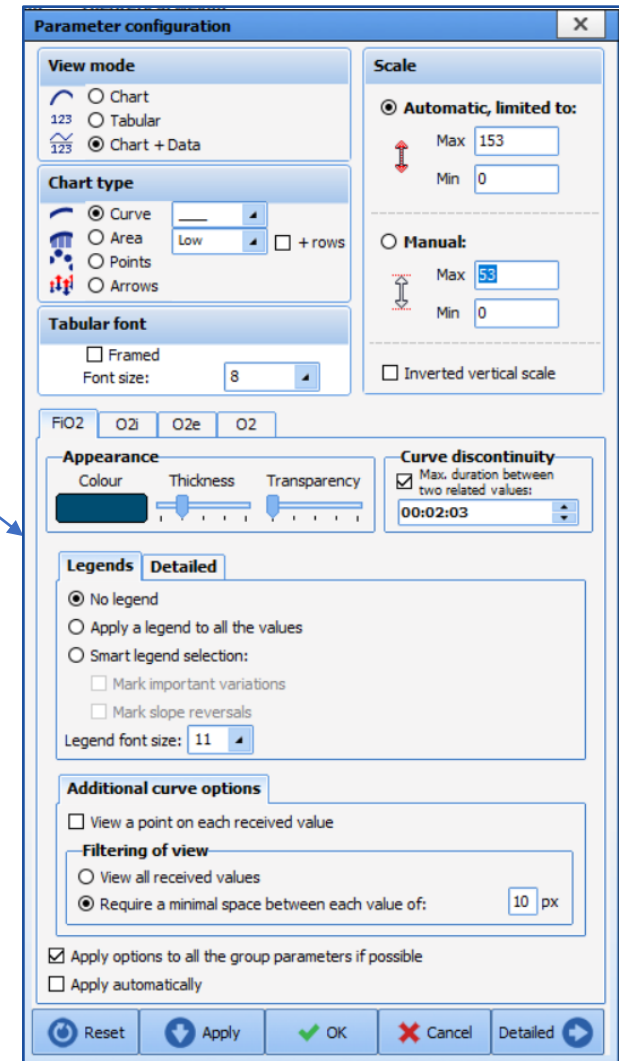 Parameter configuration
View mode
Chart
123 Tabular
123 Chart + Data
Scale
Automatic, limited to:
Max 153
Min 0
Manual:
Max 53
Min 0
Inverted vertical scale
Chart type
Curve
Area Low + rows
Points
Arrows
Tabular font
Framed
Font size: 8
FiO2 O2i O2e O2
Appearance
Colour Thickness Transparency
Curve discontinuity
Max. duration between
two related values:
00:02:03
Legends Detailed
No legend
Apply a legend to all the values
Smart legend selection:
Mark important variations
Mark slope reversals
Legend font size: 11
Additional curve options
View a point on each received value
Filtering of view
View all received values
Require a minimal space between each value of: 10 px
Apply options to all the group parameters if possible
Apply automatically
Reset Apply OK Cancel Detailed